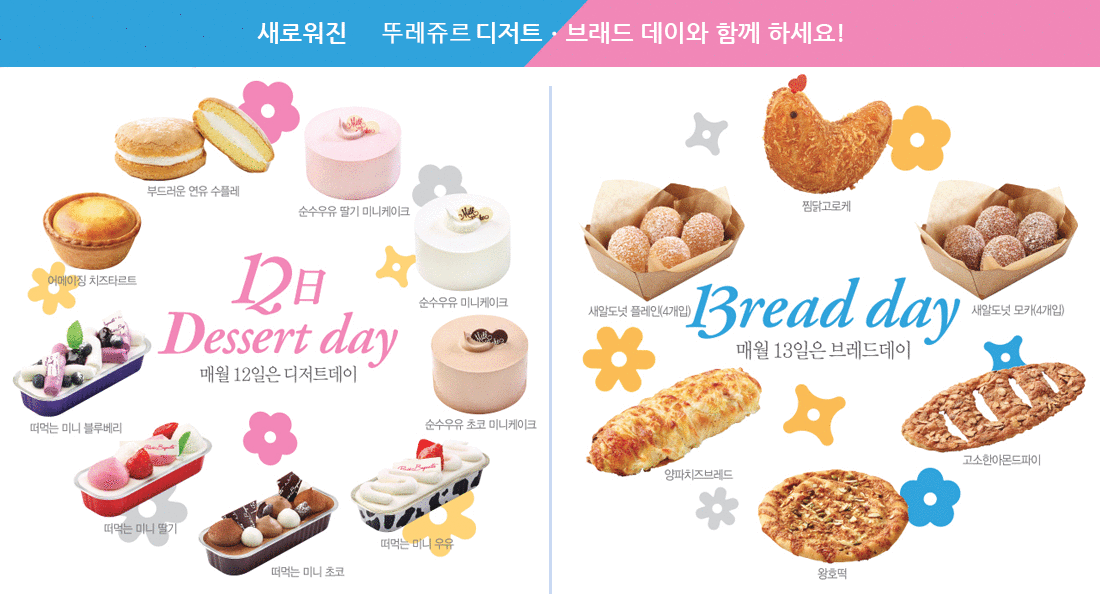 새로워진 뚜레쥬르 디저트 · 브래드 데이와 함께 하세요!
부드러운 연유 수플레
순수우유 딸기 미니케이크
어메이징 치즈타르트
순수우유 미니케이크
12日
Dessert day
매월 12일은 디저트데이
순수우유 초코 미니케이크
떠먹는 미니 블루베리
떠먹는 미니 딸기
떠먹는 미니 우유
떠먹는 미니 초코
찜닭고로케
새알도넛 플레인(4개입)
새알도넛 모카(4개입)
Bread day
매월 13일은 브레드데이
양파치즈브레드
고소한아몬드파이
왕호떡